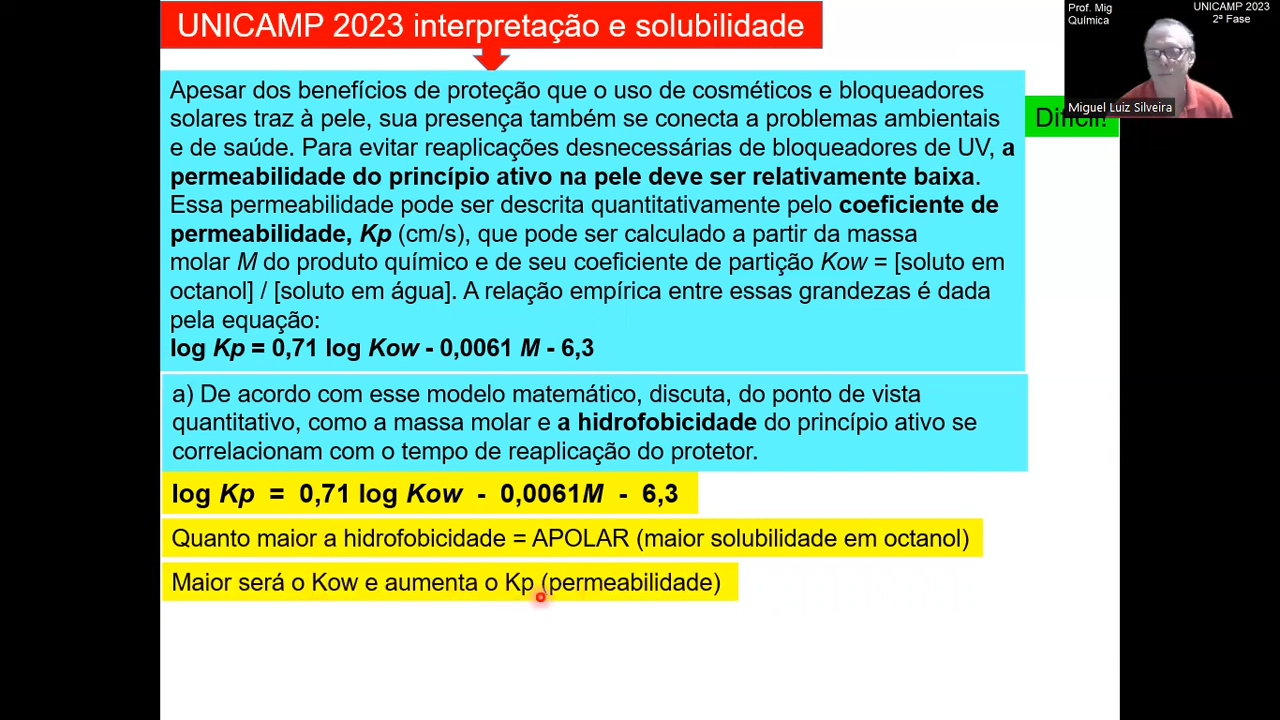 UNICAMP 2023 interpretação e solubilidade
Prof. Mig
Química
UNICAMP 2023
2ª Fase
Miguel Luiz Silveira
Difícil!
Apesar dos benefícios de proteção que o uso de cosméticos e bloqueadores
solares traz à pele, sua presença também se conecta a problemas ambientais
e de saúde. Para evitar reaplicações desnecessárias de bloqueadores de UV, a
permeabilidade do princípio ativo na pele deve ser relativamente baixa.
Essa permeabilidade pode ser descrita quantitativamente pelo coeficiente de
permeabilidade, Kp (cm/s), que pode ser calculado a partir da massa
molar M do produto químico e de seu coeficiente de partição Kow = [soluto em
octanol] / [soluto em água]. A relação empírica entre essas grandezas é dada
pela equação:
log Kp = 0,71 log Kow - 0,0061 M - 6,3
a) De acordo com esse modelo matemático, discuta, do ponto de vista
quantitativo, como a massa molar e a hidrofobicidade do princípio ativo se
correlacionam com o tempo de reaplicação do protetor.
log Kp = 0,71 log Kow - 0,0061M - 6,3
Quanto maior a hidrofobicidade = APOLAR (maior solubilidade em octanol)
Maior será o Kow e aumenta o Kp (permeabilidade)